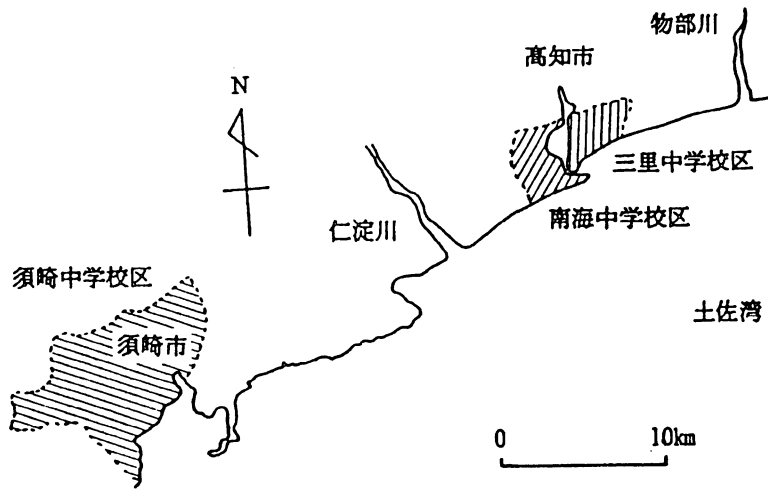 物部川
高知市
N
三里中学校区
南海中学校区
仁淀川
須崎中学校区
土佐湾
須崎市
0 10km